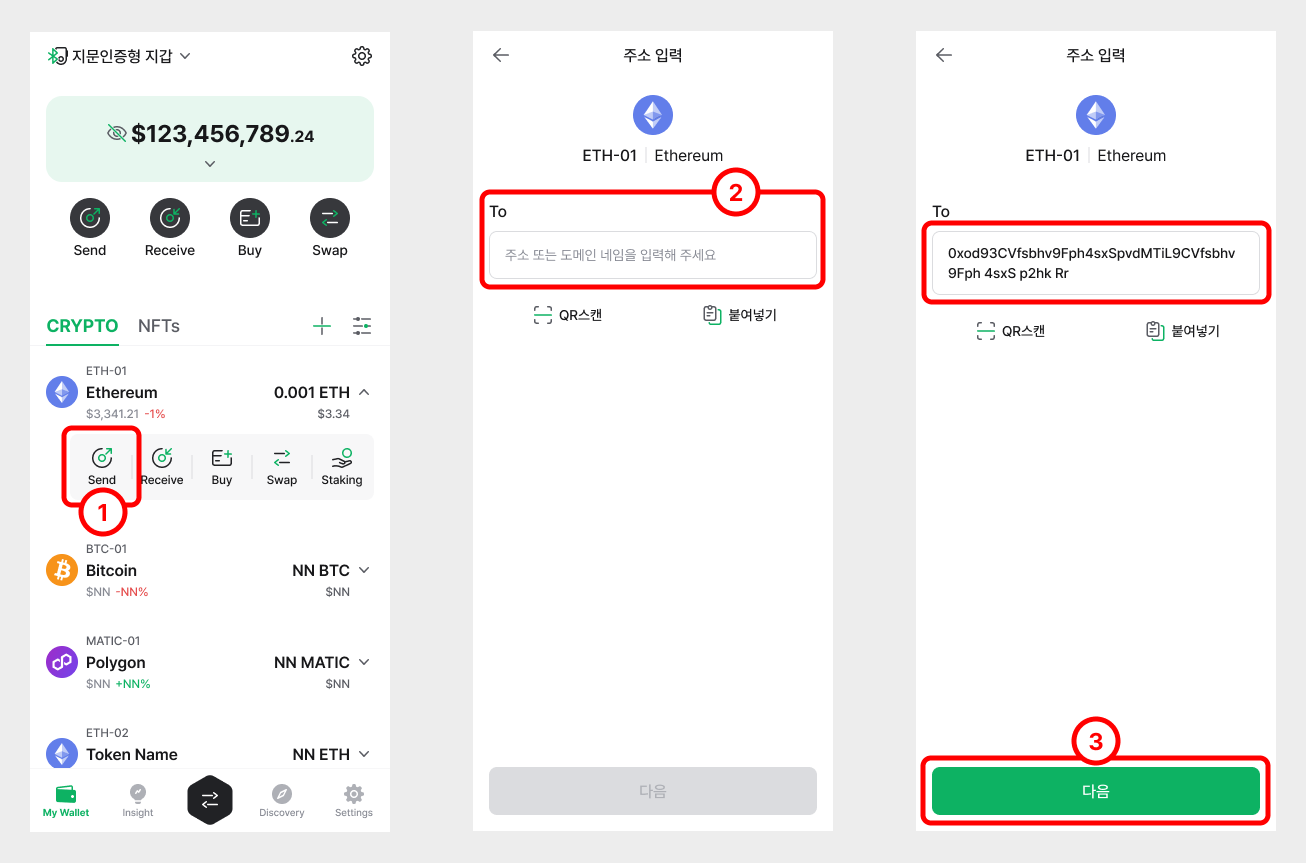 지문인증형 지갑
$123,456,789.24
Send Receive Buy Swap
CRYPTO NFTs
ETH-01
Ethereum 0.001 ETH
$3,341.21 -1% $3.34
Send Receive Buy Swap Staking
1
BTC-01
Bitcoin NN BTC
$NN -NN% $NN
MATIC-01
Polygon NN MATIC
$NN +NN% $NN
ETH-02
Token Name NN ETH
My Wallet Insight Discovery Settings
주소 입력
ETH-01 Ethereum
2
To
주소 또는 도메인 네임을 입력해 주세요
QR스캔 붙여넣기
다음
주소 입력
ETH-01 Ethereum
To
0xod93CVfsbhv9Fph4sxSpvdMTiL9CVfsbhv
9Fph 4sxS p2hk Rr
QR스캔 붙여넣기
3
다음